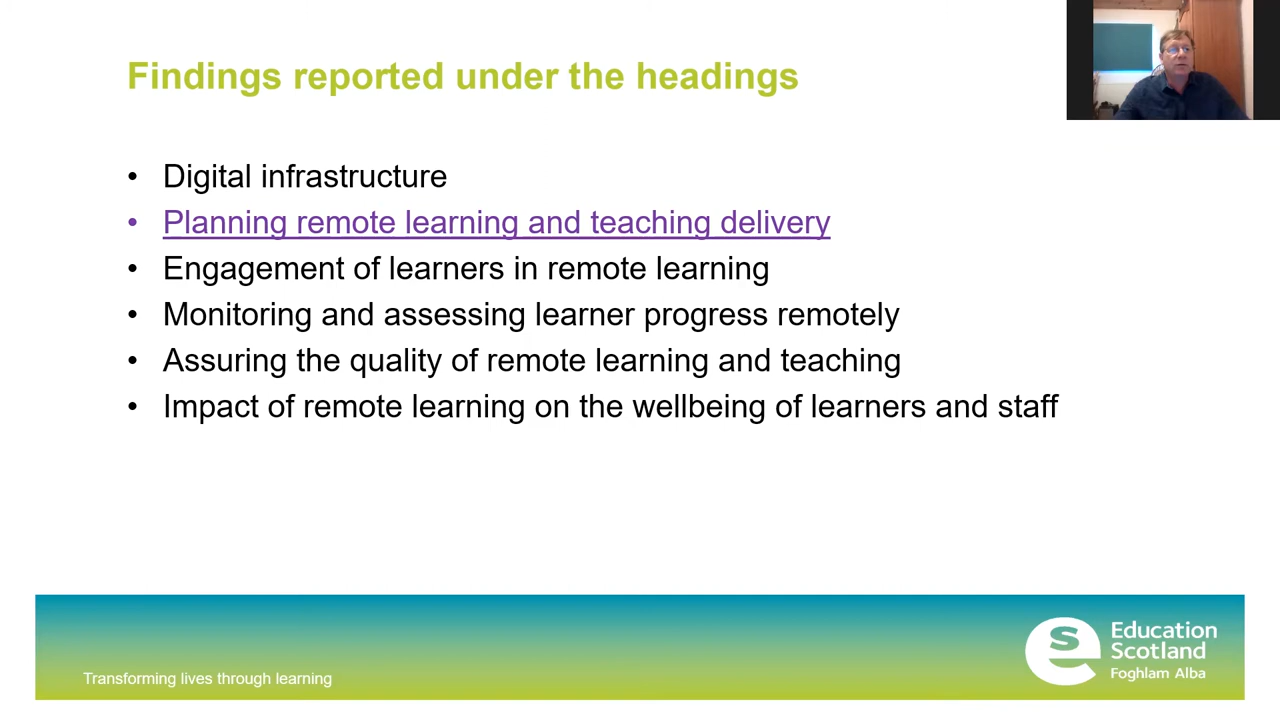 Findings reported under the headings
• Digital infrastructure
• Planning remote learning and teaching delivery
• Engagement of learners in remote learning
• Monitoring and assessing learner progress remotely
• Assuring the quality of remote learning and teaching
• Impact of remote learning on the wellbeing of learners and staff
Transforming lives through learning
Education
Scotland
Foghlam Alba